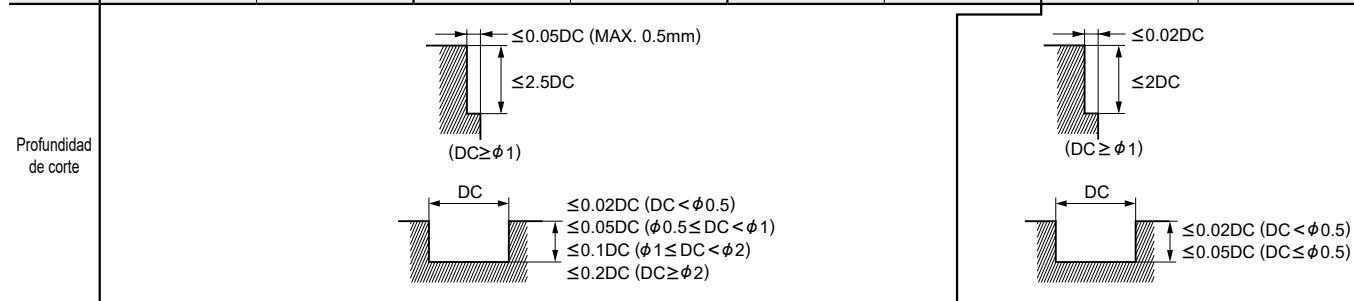 Profundidad
de corte
≤0.05DC (MAX. 0.5mm)
≤2.5DC
(DC≥ϕ1)
DC
≤0.02DC (DC<ϕ0.5)
≤0.05DC (ϕ0.5≤DC<ϕ1)
≤0.1DC (ϕ1≤DC<ϕ2)
≤0.2DC (DC≥ϕ2)
≤0.02DC
≤2DC
(DC≥ϕ1)
DC
≤0.02DC (DC<ϕ0.5)
≤0.05DC (DC≤ϕ0.5)